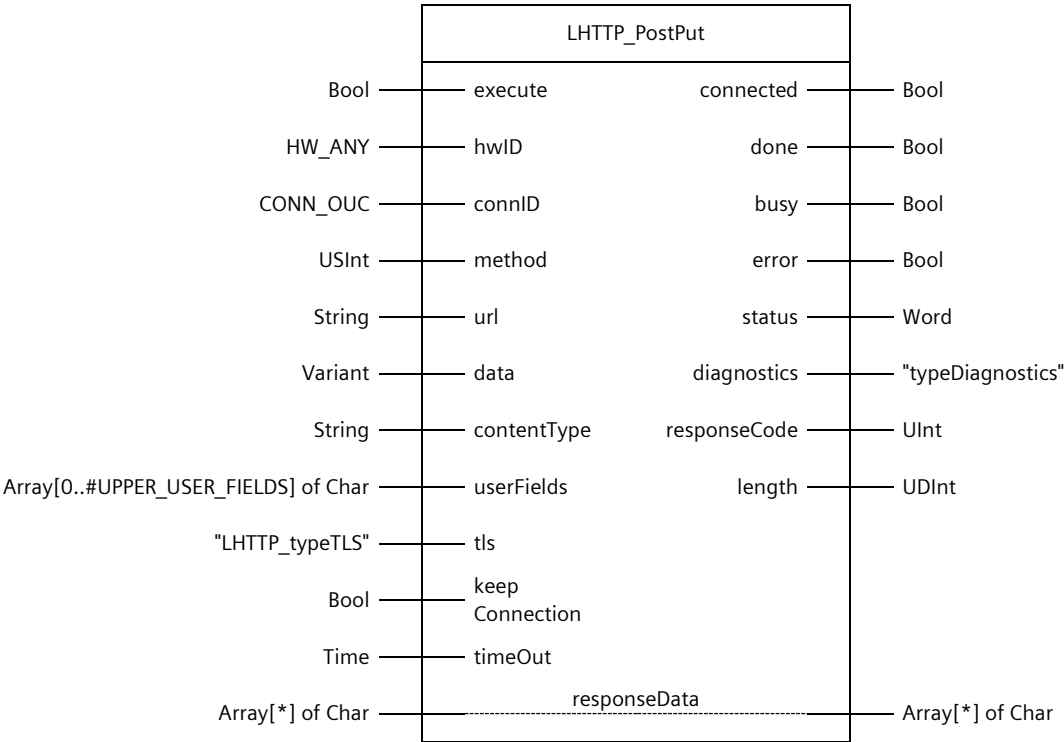 LHTTP_PostPut
Bool execute connected Bool
HW_ANY hwID done Bool
CONN_OUC connID busy Bool
USInt method error Bool
String url status Word
Variant data diagnostics "typeDiagnostics"
String contentType responseCode UInt
Array[0..#UPPER_USER_FIELDS] of Char userFields length UDInt
"LHTTP_typeTLS" tls
Bool keep
Connection
Time timeOut
Array[*] of Char responseData Array[*] of Char